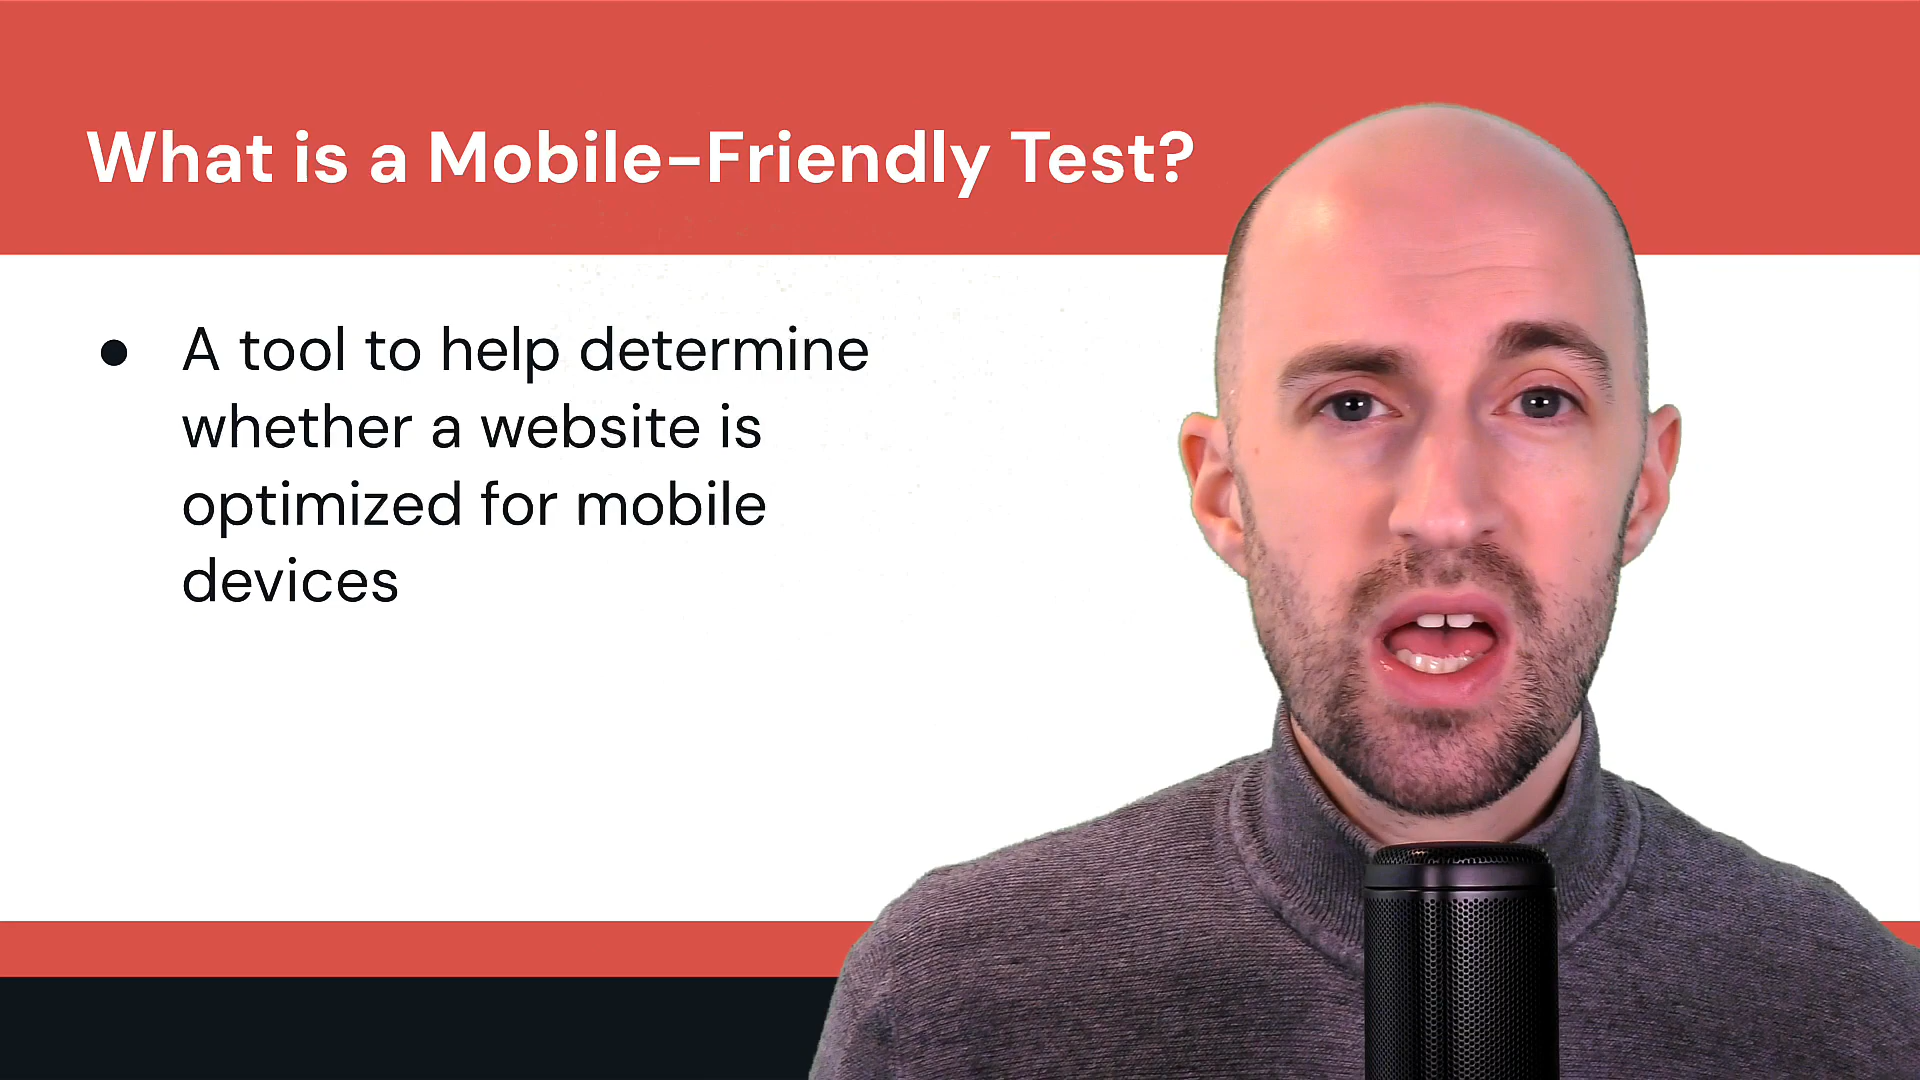 What is a Mobile-Friendly Test?
● A tool to help determine
whether a website is
optimized for mobile
devices